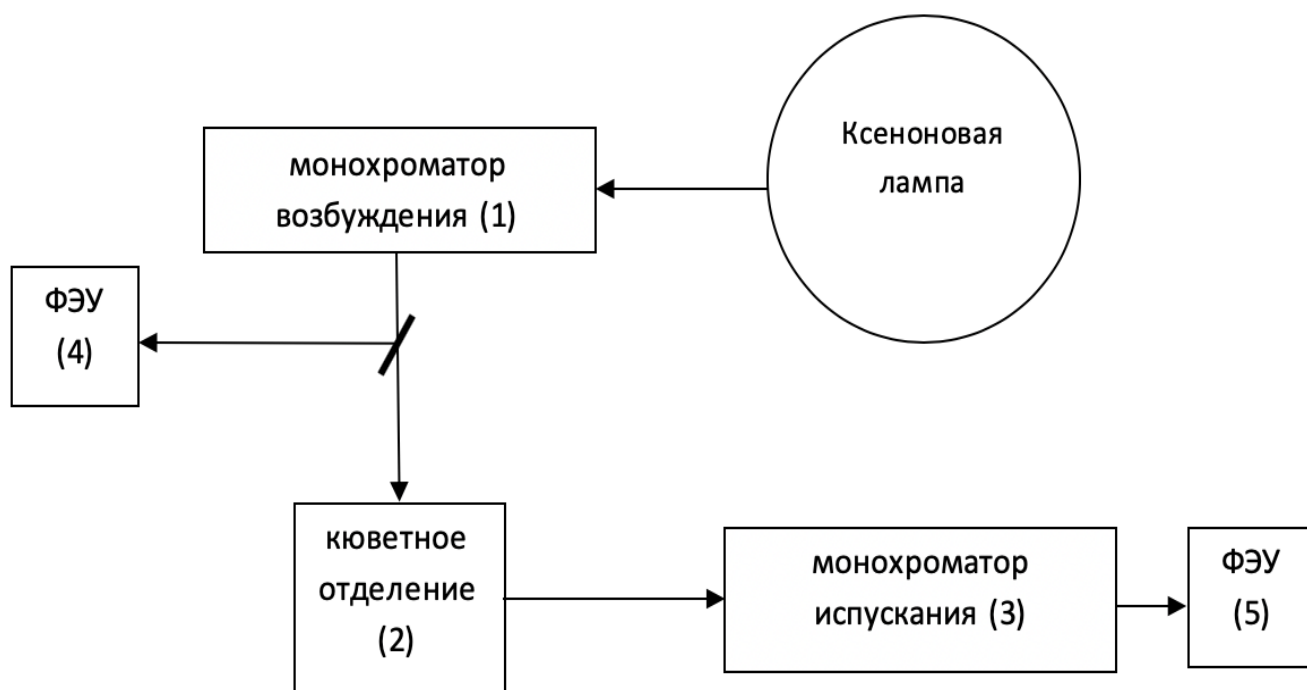 Ксеноновая
лампа
монохроматор
возбуждения (1)
ФЭУ
(4)
кюветное
отделение
(2)
монохроматор
испускания (3)
ФЭУ
(5)